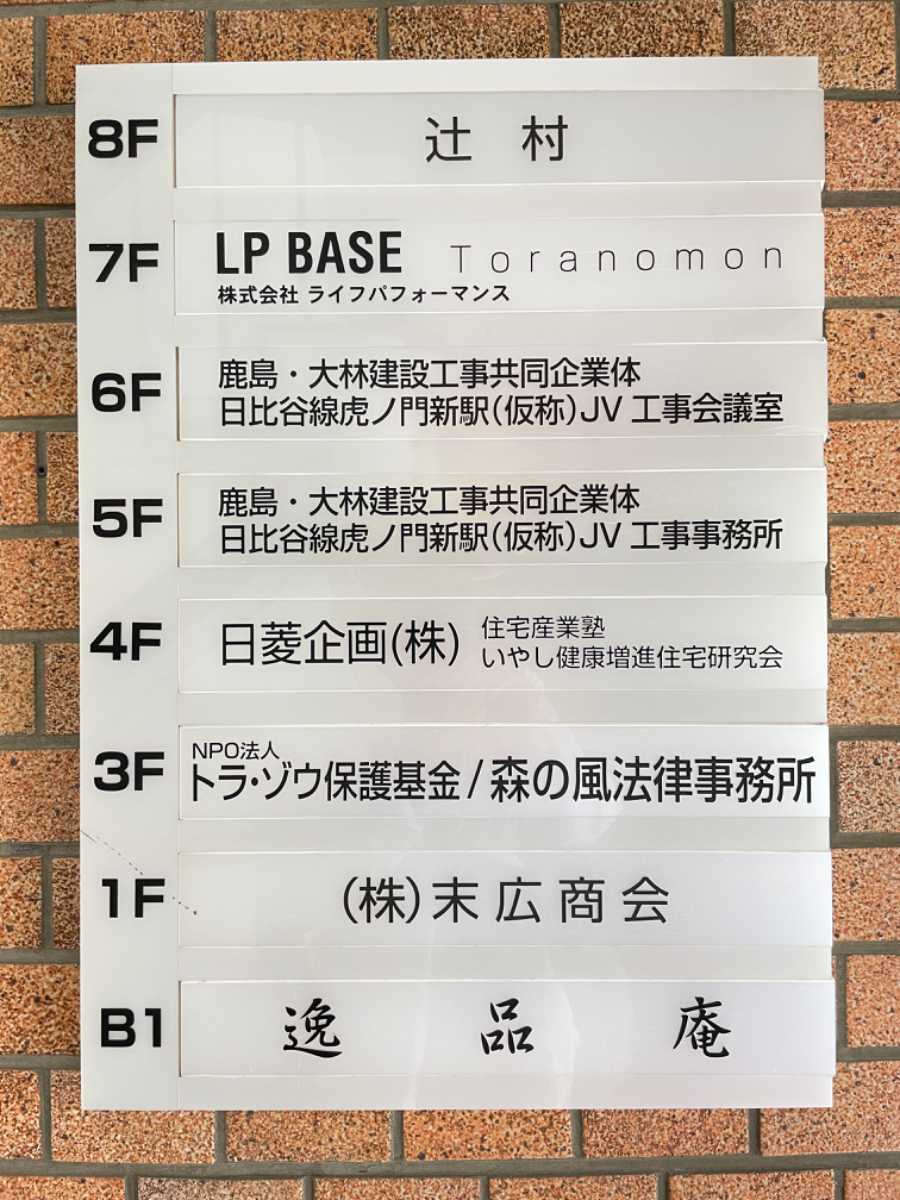 8F
辻 村
7F
LP BASE Toranomon
株式会社 ライフパフォーマンス
6F
鹿島・大林建設工事共同企業体
日比谷線虎ノ門新駅(仮称)JV 工事会議室
5F
鹿島・大林建設工事共同企業体
日比谷線虎ノ門新駅(仮称)JV 工事事務所
4F
日菱企画(株)
住宅産業塾
いやし健康増進住宅研究会
3F
NPO法人
トラ・ゾウ保護基金/森の風法律事務所
1F
(株)末広商会
B1
逸 品 庵